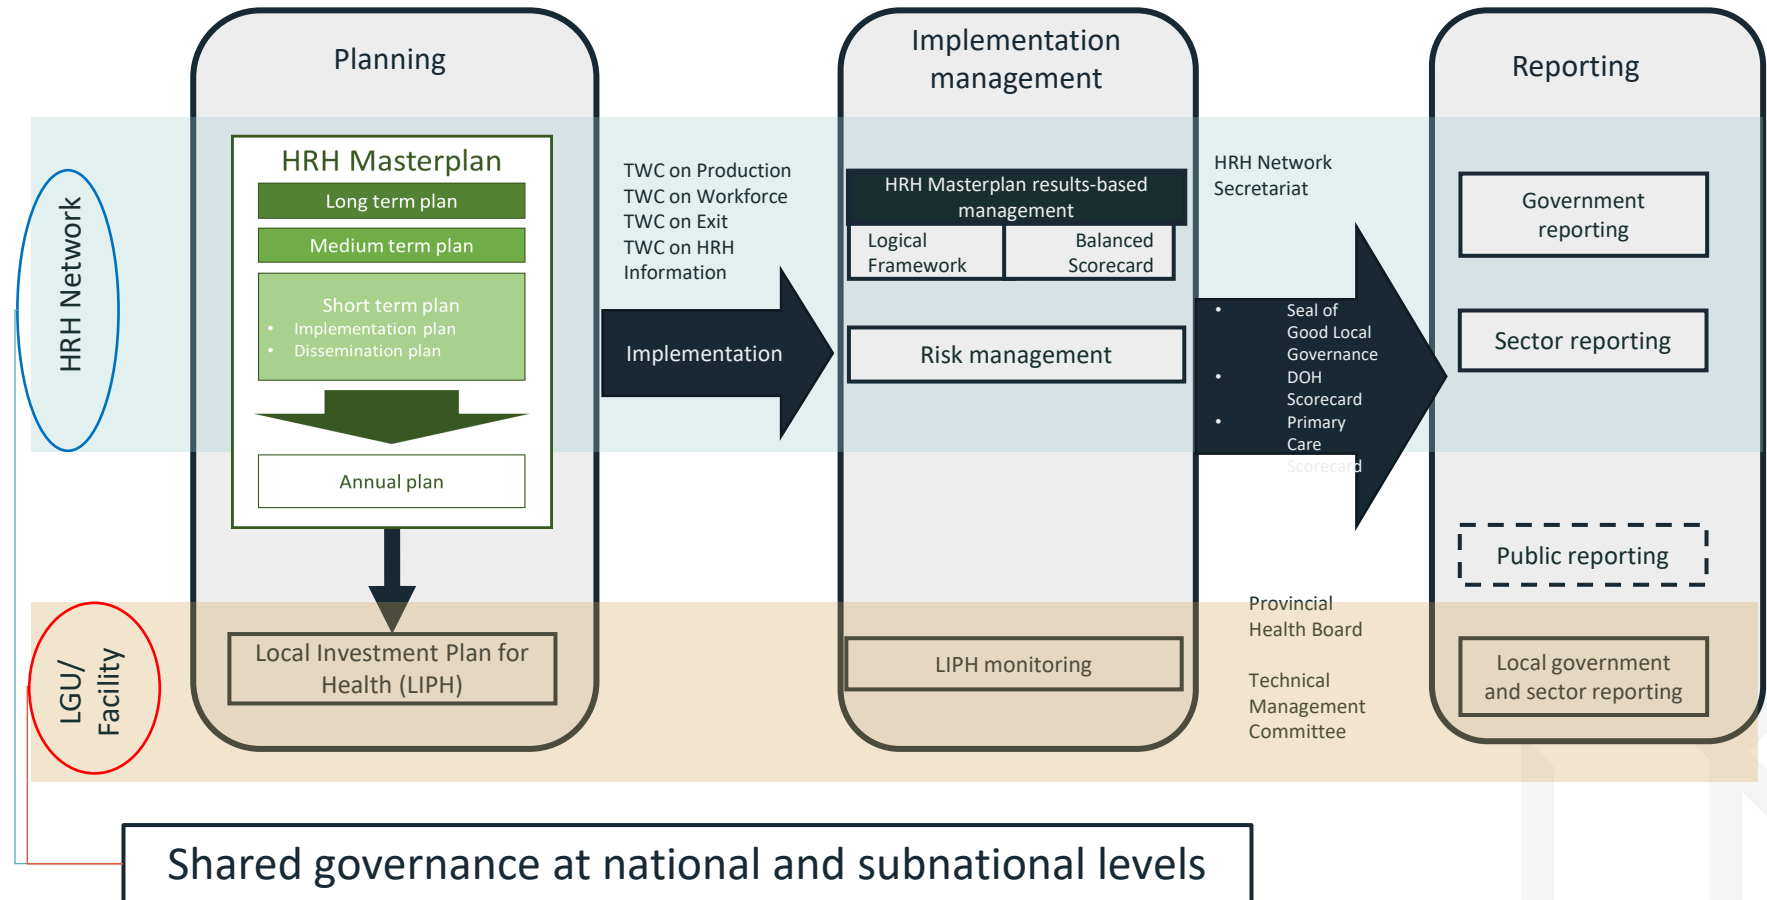 Planning
Implementation
management
Reporting
HRH Network
HRH Masterplan
Long term plan
Medium term plan
Short term plan
• Implementation plan
• Dissemination plan
Annual plan
TWC on Production
TWC on Workforce
TWC on Exit
TWC on HRH
Information
Implementation
HRH Masterplan results-based
management
Logical
Framework
Balanced
Scorecard
Risk management
HRH Network
Secretariat
• Seal of
Good Local
Governance
• DOH
Scorecard
• Primary
Care
Scorecard
Government
reporting
Sector reporting
Public reporting
LGU/
Facility
Local Investment Plan for
Health (LIPH)
LIPH monitoring
Provincial
Health Board
Technical
Management
Committee
Local government
and sector reporting
Shared governance at national and subnational levels